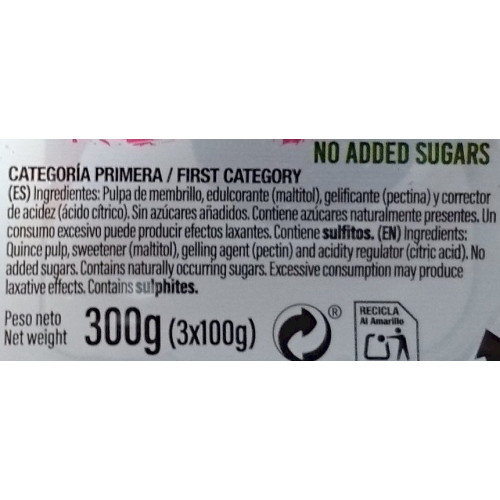 NO ADDED SUGARS
CATEGORÍA PRIMERA / FIRST CATEGORY
(ES) Ingredientes: Pulpa de membrillo, edulcorante (maltitol), gelificante (pectina) y corrector
de acidez (ácido cítrico). Sin azúcares añadidos. Contiene azúcares naturalmente presentes. Un
consumo excesivo puede producir efectos laxantes. Contiene sulfitos. (EN) Ingredients:
Quince pulp, sweetener (maltitol), gelling agent (pectin) and acidity regulator (citric acid). No
added sugars. Contains naturally occurring sugars. Excessive consumption may produce
laxative effects. Contains sulphites.
Peso neto
Net weight
300g (3x100g)
®
RECICLA
Al Amarillo